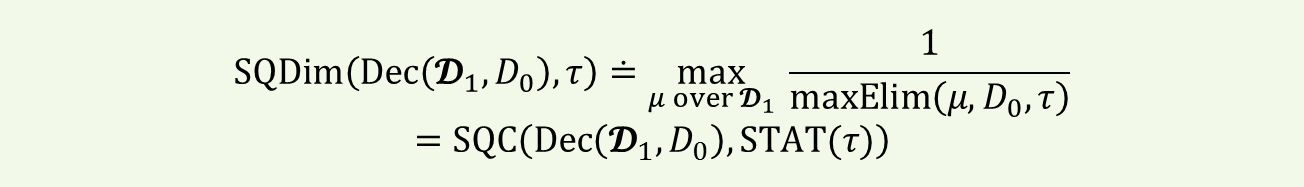 SQDim(Dec(𝓓₁, D₀), τ) ≐ max_{μ over 𝓓₁} 1 / maxElim(μ, D₀, τ)
= SQC(Dec(𝓓₁, D₀), STAT(τ))